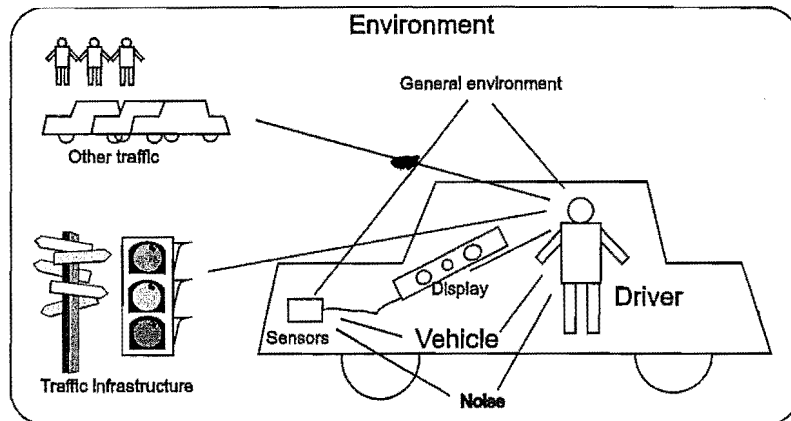 Environment
General environment
Other traffic
Display
Driver
Sensors
Vehicle
Traffic Infrastructure
Noise